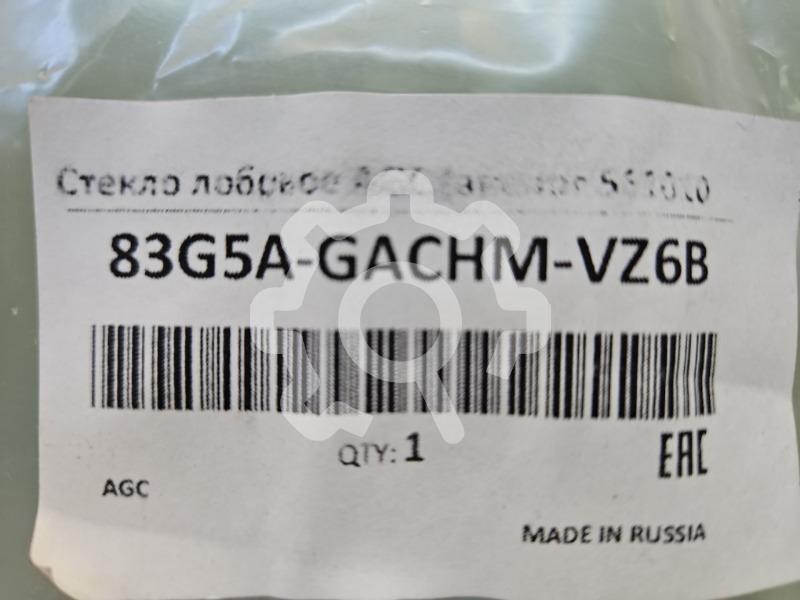 Стекло лобовое
83G5A-GACHM-VZ6B
QTY: 1
EAC
AGC
MADE IN RUSSIA